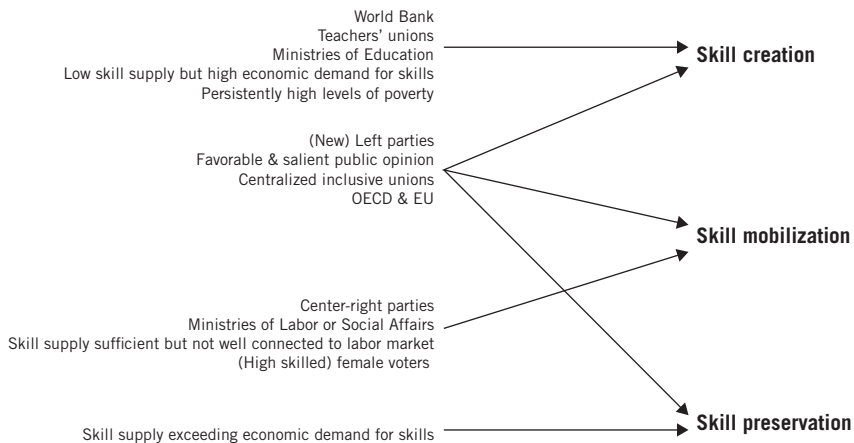 World Bank
Teachers' unions
Ministries of Education
Low skill supply but high economic demand for skills
Persistently high levels of poverty
Skill creation
(New) Left parties
Favorable & salient public opinion
Centralized inclusive unions
OECD & EU
Skill mobilization
Center-right parties
Ministries of Labor or Social Affairs
Skill supply sufficient but not well connected to labor market
(High skilled) female voters
Skill preservation
Skill supply exceeding economic demand for skills